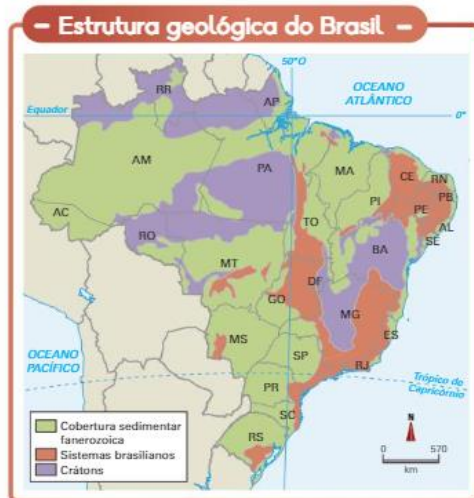 Estrutura geológica do Brasil
50°O
OCEANO
ATLÂNTICO
Equador
0°
RR
AP
AM
PA
MA
CE
RN
PB
PI
PE
AL
SE
AC
TO
RO
BA
MT
DF
GO
MG
ES
MS
SP
RJ
OCEANO
PACÍFICO
Trópico de
Capricórnio
PR
SC
RS
N
0 570
km
Cobertura sedimentar
fanerozoica
Sistemas brasilianos
Crátons